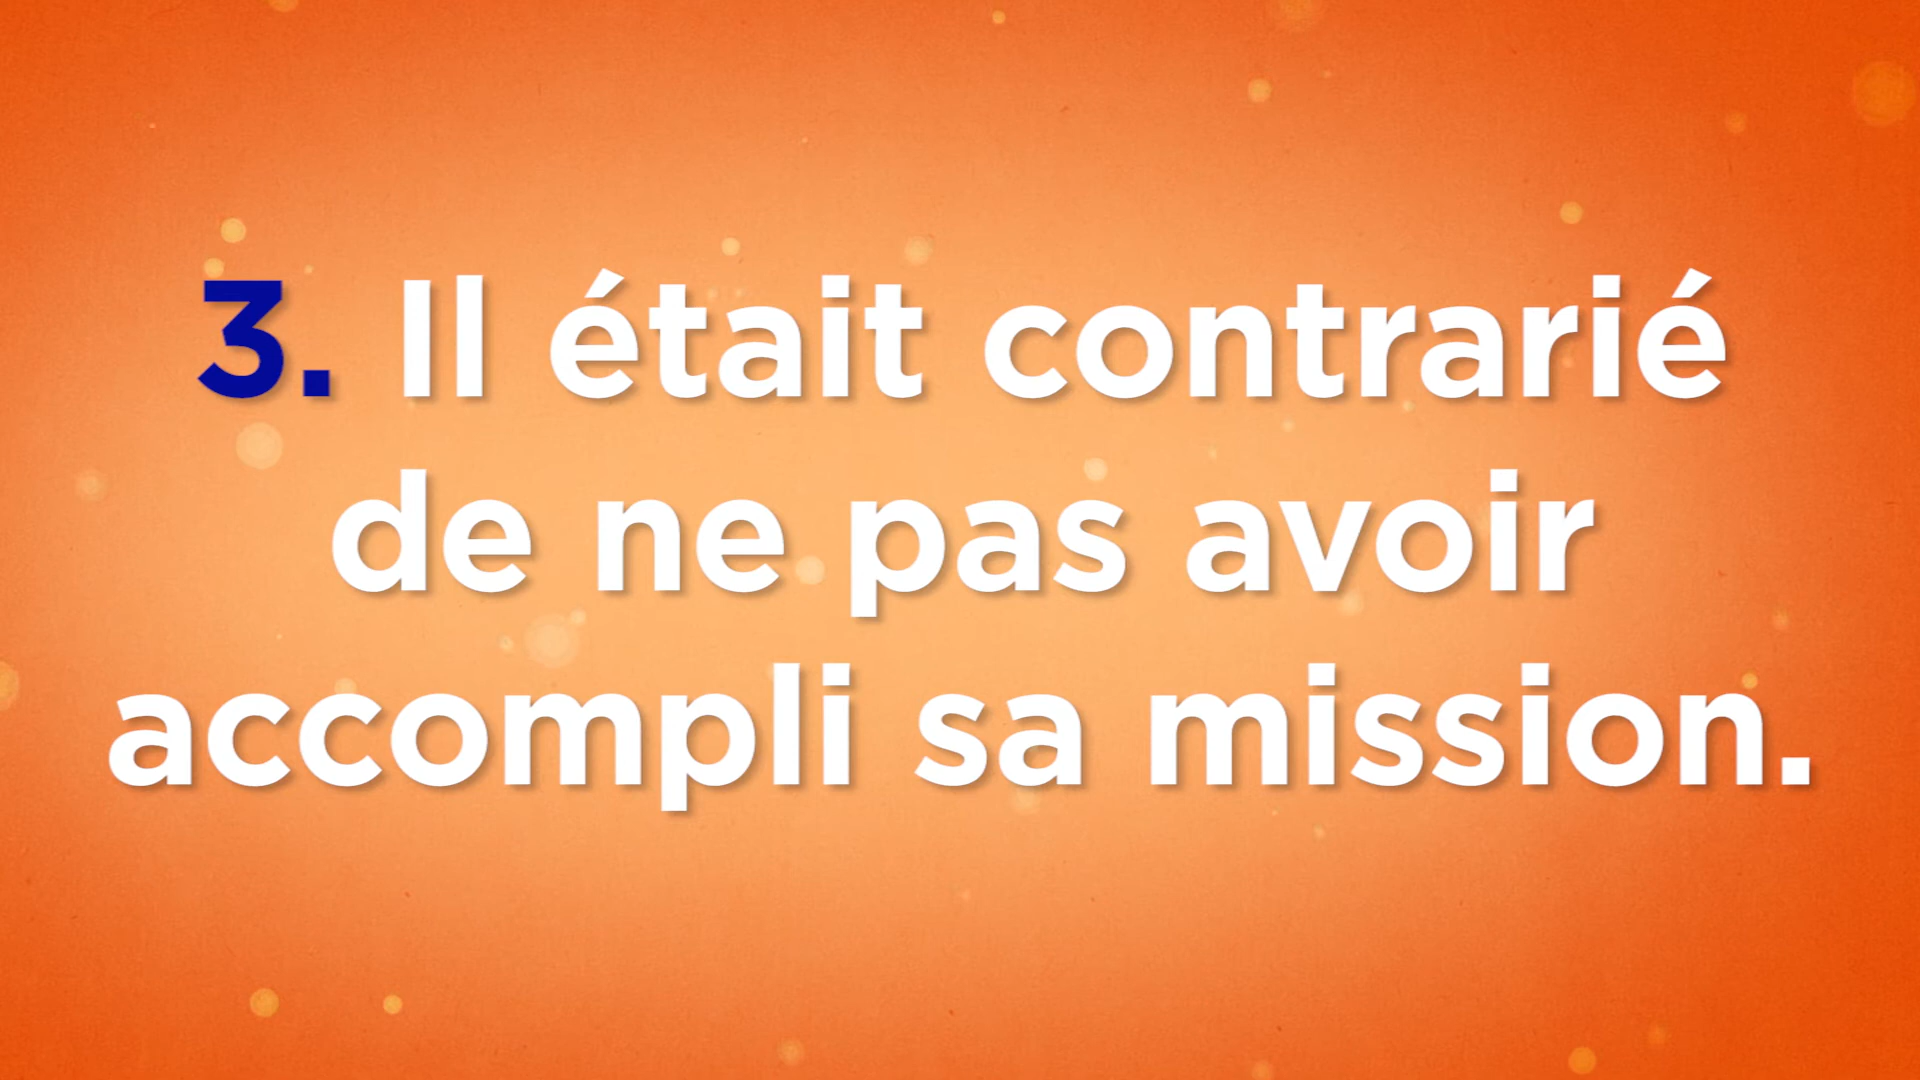 3. Il était contrarié
de ne pas avoir
accompli sa mission.